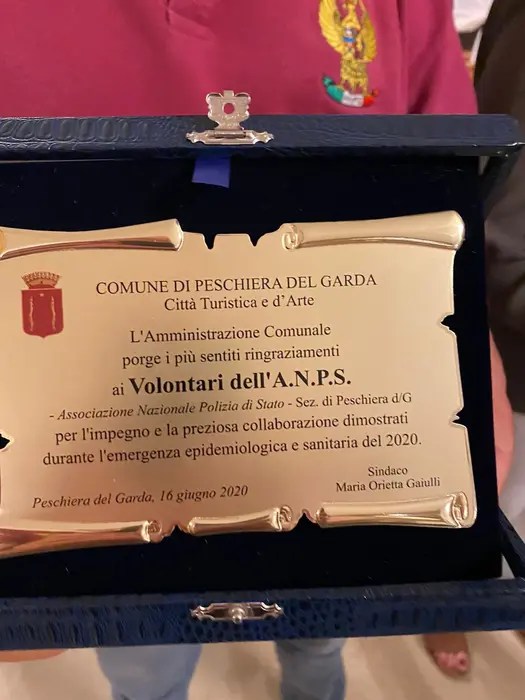 COMUNE DI PESCHIERA DEL GARDA
Città Turistica e d'Arte
L'Amministrazione Comunale
porge i più sentiti ringraziamenti
ai Volontari dell'A.N.P.S.
- Associazione Nazionale Polizia di Stato - Sez. di Peschiera d/G
per l'impegno e la preziosa collaborazione dimostrati
durante l'emergenza epidemiologica e sanitaria del 2020.
Sindaco
Maria Orietta Gaiulli
Peschiera del Garda, 16 giugno 2020